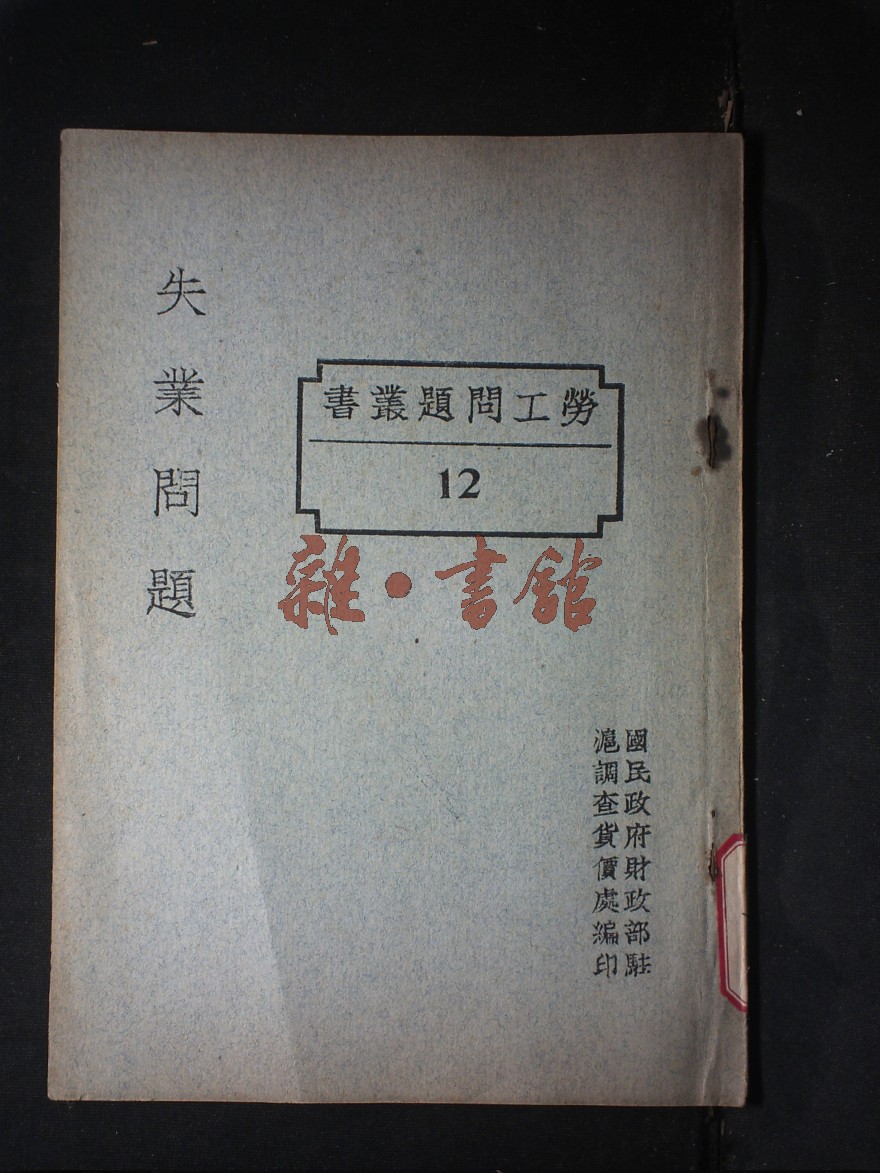 勞工問題叢書
12
失業問題
國民政府財政部駐
滬調查貨價處編印
雜·書館